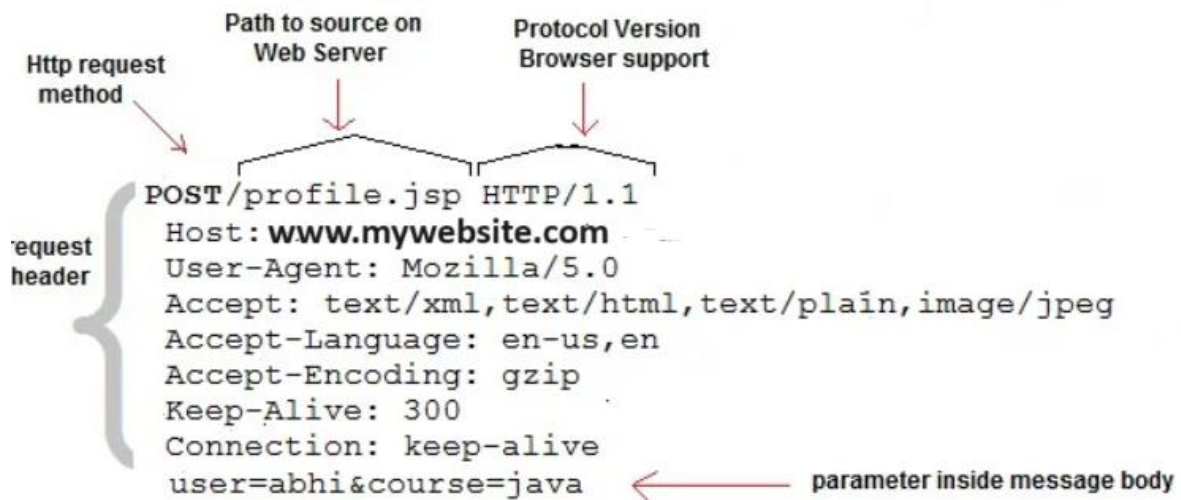 Path to source on
Web Server
Protocol Version
Browser support
Http request
method
POST/profile.jsp HTTP/1.1
Host: www.mywebsite.com
equest
header
User-Agent: Mozilla/5.0
Accept: text/xml,text/html,text/plain,image/jpeg
Accept-Language: en-us,en
Accept-Encoding: gzip
Keep-Alive: 300
Connection: keep-alive
user=abhi&course=java
parameter inside message body